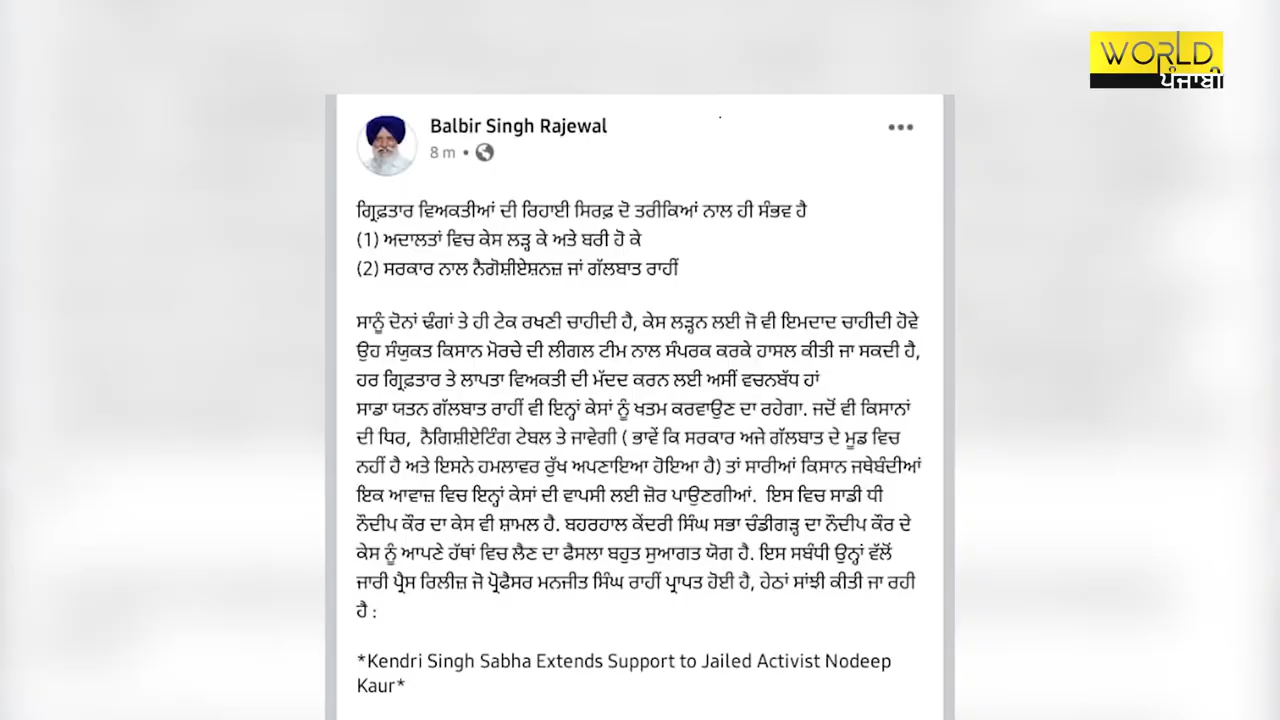 WORLD
ਪੰਜਾਬੀ
Balbir Singh Rajewal
8 m •
ਗ੍ਰਿਫ਼ਤਾਰ ਵਿਅਕਤੀਆਂ ਦੀ ਰਿਹਾਈ ਸਿਰਫ਼ ਦੋ ਤਰੀਕਿਆਂ ਨਾਲ ਹੀ ਸੰਭਵ ਹੈ
(1) ਅਦਾਲਤਾਂ ਵਿਚ ਕੇਸ ਲੜ੍ਹ ਕੇ ਅਤੇ ਬਰੀ ਹੋ ਕੇ
(2) ਸਰਕਾਰ ਨਾਲ ਨੈਗੋਸ਼ੀਏਸ਼ਨਜ਼ ਜਾਂ ਗੱਲਬਾਤ ਰਾਹੀਂ
ਸਾਨੂੰ ਦੋਨਾਂ ਢੰਗਾਂ ਤੇ ਹੀ ਟੇਕ ਰਖਣੀ ਚਾਹੀਦੀ ਹੈ, ਕੇਸ ਲੜ੍ਹਨ ਲਈ ਜੋ ਵੀ ਇਮਦਾਦ ਚਾਹੀਦੀ ਹੋਵੇ
ਉਹ ਸੰਯੁਕਤ ਕਿਸਾਨ ਮੋਰਚੇ ਦੀ ਲੀਗਲ ਟੀਮ ਨਾਲ ਸੰਪਰਕ ਕਰਕੇ ਹਾਸਲ ਕੀਤੀ ਜਾ ਸਕਦੀ ਹੈ,
ਹਰ ਗ੍ਰਿਫ਼ਤਾਰ ਤੇ ਲਾਪਤਾ ਵਿਅਕਤੀ ਦੀ ਮੱਦਦ ਕਰਨ ਲਈ ਅਸੀਂ ਵਚਨਬੱਧ ਹਾਂ
ਸਾਡਾ ਯਤਨ ਗੱਲਬਾਤ ਰਾਹੀਂ ਵੀ ਇਨ੍ਹਾਂ ਕੇਸਾਂ ਨੂੰ ਖਤਮ ਕਰਵਾਉਣ ਦਾ ਰਹੇਗਾ. ਜਦੋਂ ਵੀ ਕਿਸਾਨਾਂ
ਦੀ ਧਿਰ, ਨੈਗਿਸ਼ੀਏਟਿੰਗ ਟੇਬਲ ਤੇ ਜਾਵੇਗੀ ( ਭਾਵੇਂ ਕਿ ਸਰਕਾਰ ਅਜੇ ਗੱਲਬਾਤ ਦੇ ਮੂਡ ਵਿਚ
ਨਹੀਂ ਹੈ ਅਤੇ ਇਸਨੇ ਹਮਲਾਵਰ ਰੁੱਖ ਅਪਣਾਇਆ ਹੋਇਆ ਹੈ) ਤਾਂ ਸਾਰੀਆਂ ਕਿਸਾਨ ਜਥੇਬੰਦੀਆਂ
ਇਕ ਆਵਾਜ਼ ਵਿਚ ਇਨ੍ਹਾਂ ਕੇਸਾਂ ਦੀ ਵਾਪਸੀ ਲਈ ਜ਼ੋਰ ਪਾਉਣਗੀਆਂ. ਇਸ ਵਿਚ ਸਾਡੀ ਧੀ
ਨੌਦੀਪ ਕੌਰ ਦਾ ਕੇਸ ਵੀ ਸ਼ਾਮਲ ਹੈ. ਬਹਰਹਾਲ ਕੇਂਦਰੀ ਸਿੰਘ ਸਭਾ ਚੰਡੀਗੜ੍ਹ ਦਾ ਨੌਦੀਪ ਕੌਰ ਦੇ
ਕੇਸ ਨੂੰ ਆਪਣੇ ਹੱਥਾਂ ਵਿਚ ਲੈਣ ਦਾ ਫੈਸਲਾ ਬਹੁਤ ਸੁਆਗਤ ਯੋਗ ਹੈ. ਇਸ ਸਬੰਧੀ ਉਨ੍ਹਾਂ ਵੱਲੋਂ
ਜਾਰੀ ਪ੍ਰੈਸ ਰਿਲੀਜ਼ ਜੋ ਪ੍ਰੋਫੈਸਰ ਮਨਜੀਤ ਸਿੰਘ ਰਾਹੀਂ ਪ੍ਰਾਪਤ ਹੋਈ ਹੈ, ਹੇਠਾਂ ਸਾਂਝੀ ਕੀਤੀ ਜਾ ਰਹੀ
ਹੈ :
*Kendri Singh Sabha Extends Support to Jailed Activist Nodeep
Kaur*